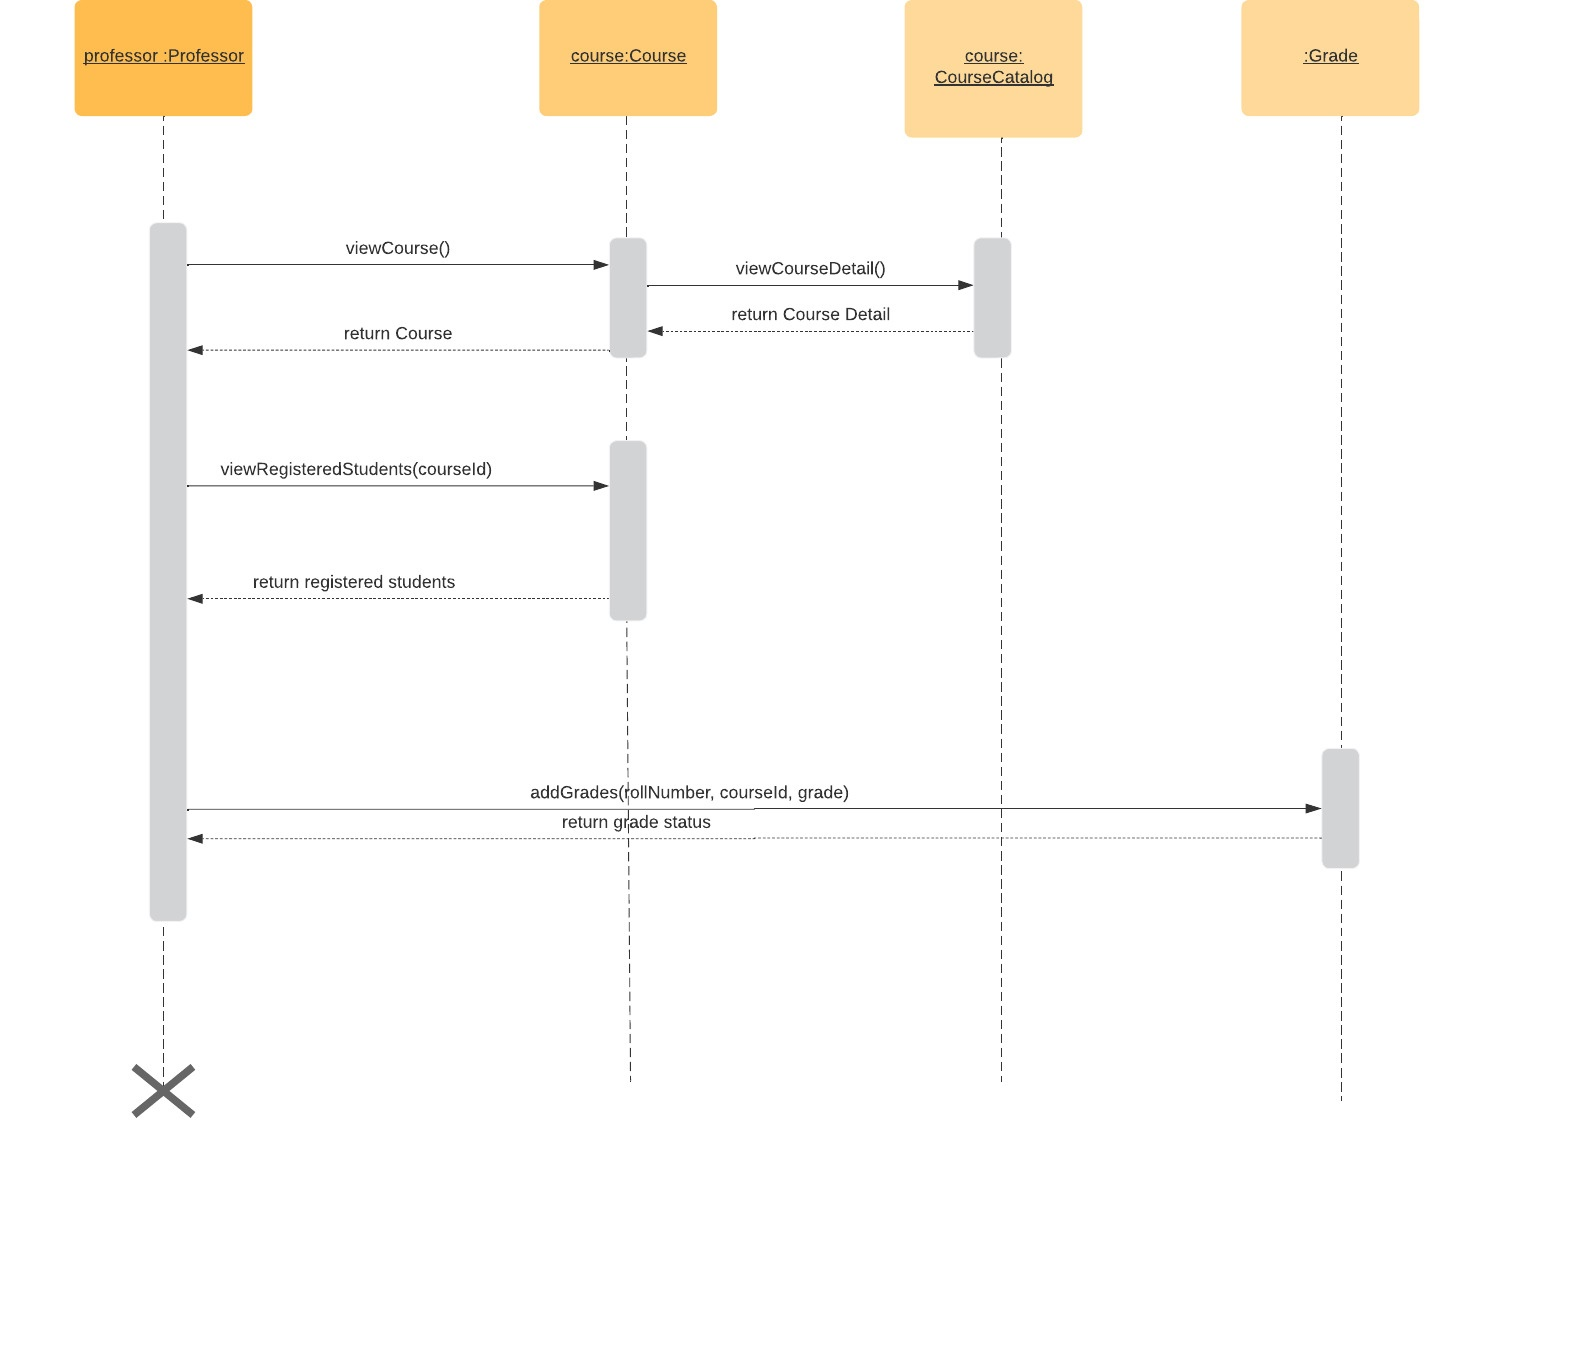 professor :Professor
course:Course
course:
CourseCatalog
:Grade
viewCourse()
viewCourseDetail()
return Course Detail
return Course
viewRegisteredStudents(courseId)
return registered students
addGrades(rollNumber, courseId, grade)
return grade status